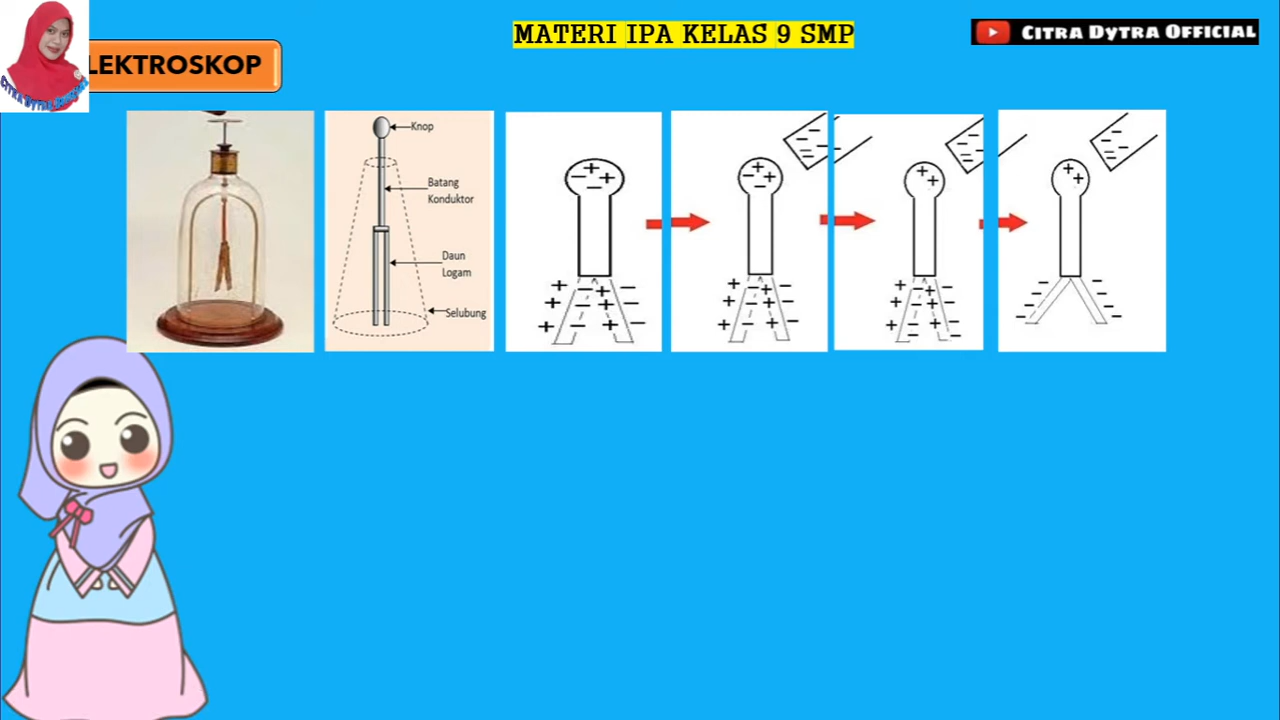 MATERI IPA KELAS 9 SMP
CITRA DYTRA OFFICIAL
LEKTROSKOP
Knop
Batang
Konduktor
Daun
Logam
Selubung